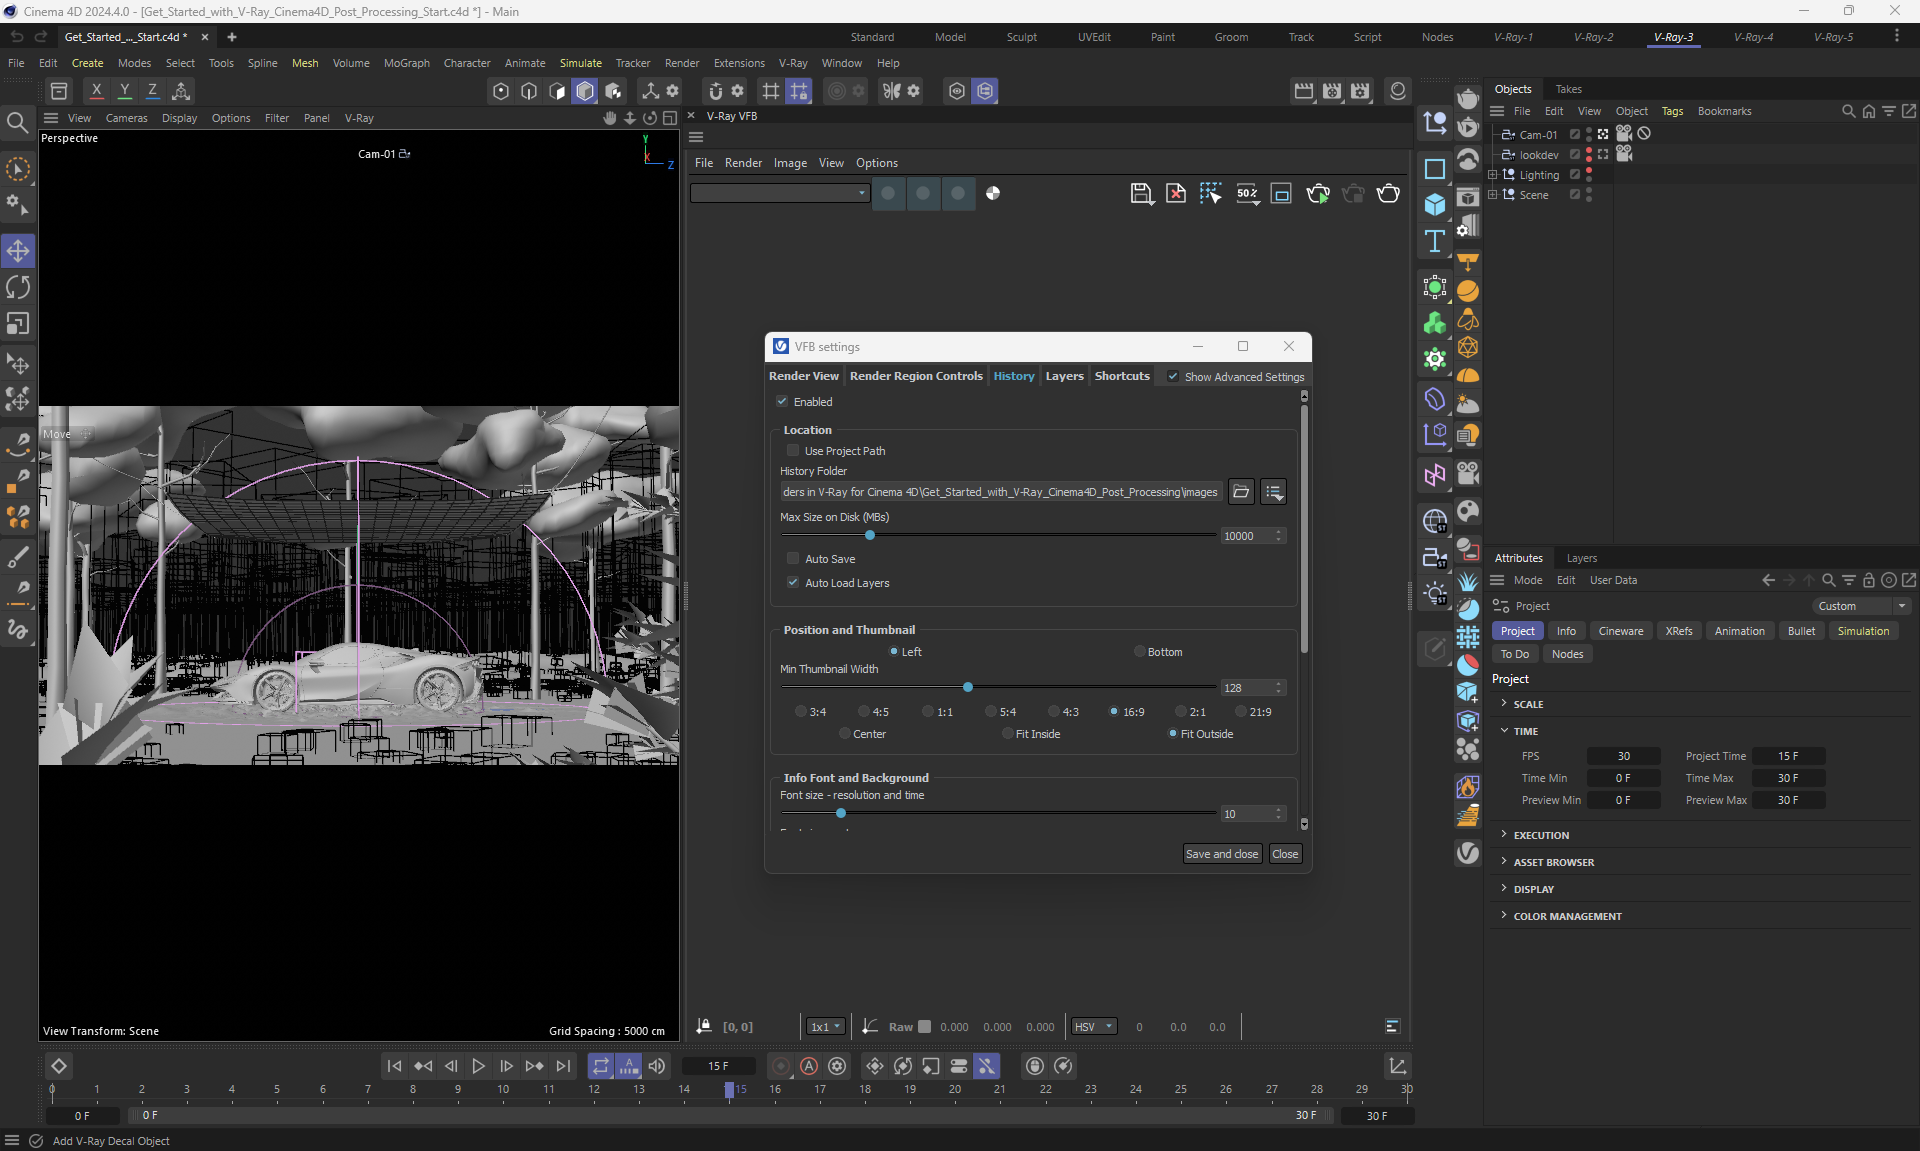 Cinema 4D 2024.4.0 - [Get_Started_with_V-Ray_Cinema4D_Post_Processing_Start.c4d *] - Main
Get_Started_..._Start.c4d *
Standard Model Sculpt UVEdit Paint Groom Track Script Nodes V-Ray-1 V-Ray-2 V-Ray-3 V-Ray-4 V-Ray-5
File Edit Create Modes Select Tools Spline Mesh Volume MoGraph Character Animate Simulate Tracker Render Extensions V-Ray Window Help
X Y Z
View Cameras Display Options Filter Panel V-Ray
Perspective
Cam-01
Y
X
Z
Move
View Transform: Scene
Grid Spacing : 5000 cm
V-Ray VFB
File Render Image View Options
50%
VFB settings
Render View Render Region Controls History Layers Shortcuts Show Advanced Settings
Enabled
Location
Use Project Path
History Folder
ders in V-Ray for Cinema 4D\Get_Started_with_V-Ray_Cinema4D_Post_Processing\images
Max Size on Disk (MBs)
10000
Auto Save
Auto Load Layers
Position and Thumbnail
Left Bottom
Min Thumbnail Width
128
3:4 4:5 1:1 5:4 4:3 16:9 2:1 21:9
Center Fit Inside Fit Outside
Info Font and Background
Font size - resolution and time
10
Save and close Close
[0, 0] 1x1 Raw 0.000 0.000 0.000 HSV 0 0.0 0.0
Objects Takes
File Edit View Object Tags Bookmarks
Cam-01
lookdev
Lighting
Scene
ST
ST
ST
Attributes Layers
Mode Edit User Data
Project Custom
Project Info Cineware XRefs Animation Bullet Simulation
To Do Nodes
Project
SCALE
TIME
FPS 30 Project Time 15 F
Time Min 0 F Time Max 30 F
Preview Min 0 F Preview Max 30 F
EXECUTION
ASSET BROWSER
DISPLAY
COLOR MANAGEMENT
A 15 F A
0 1 2 3 4 5 6 7 8 9 10 11 12 13 14 15 16 17 18 19 20 21 22 23 24 25 26 27 28 29 30
0 F 0 F 30 F 30 F
Add V-Ray Decal Object